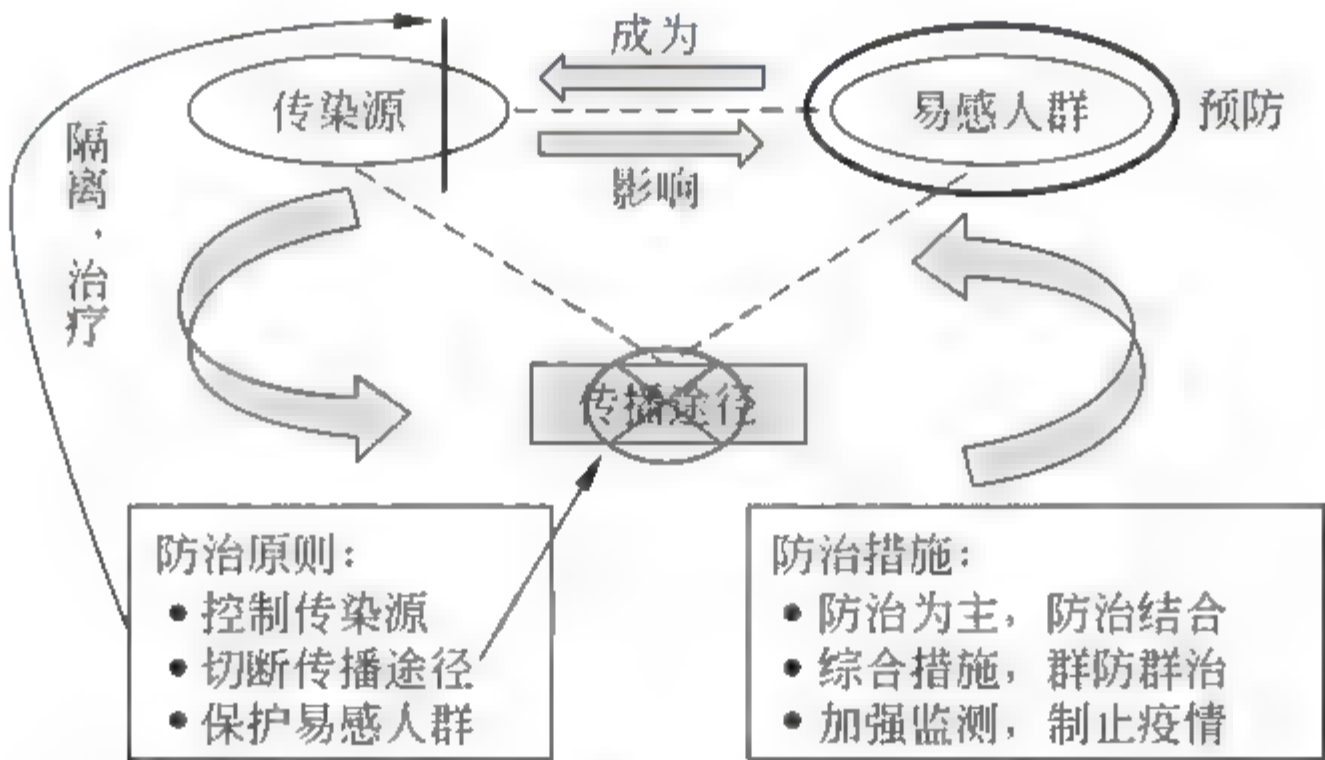 成为
传染源
易感人群
预防
影响
隔离，治疗
传播途径
防治原则：
• 控制传染源
• 切断传播途径
• 保护易感人群
防治措施：
• 防治为主，防治结合
• 综合措施，群防群治
• 加强监测，制止疫情